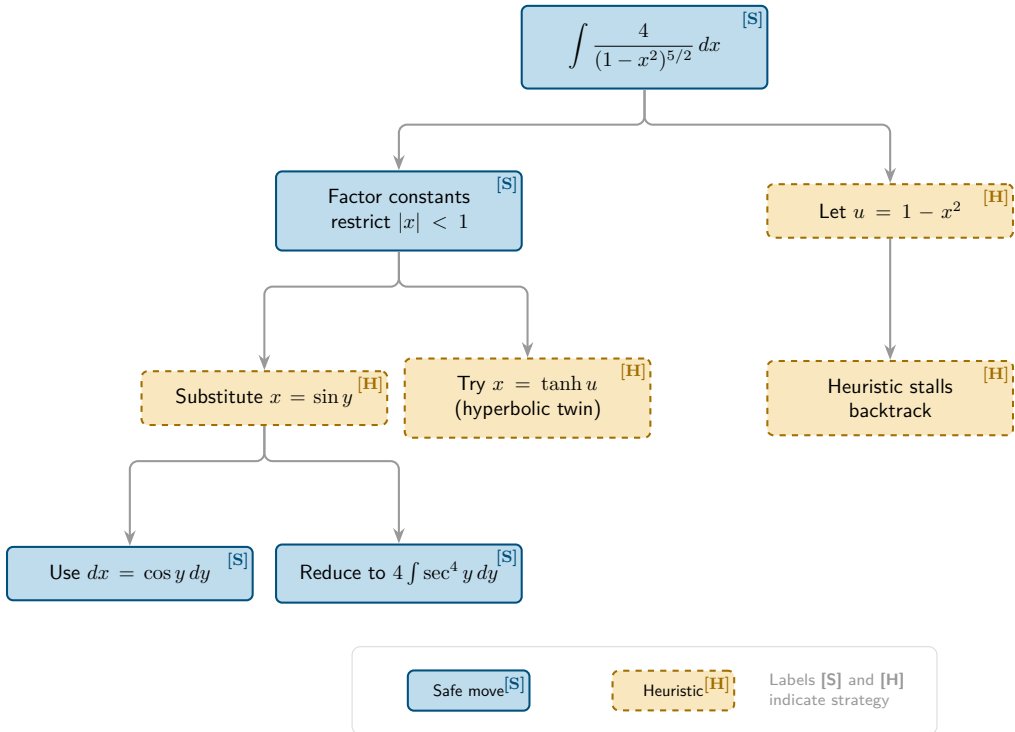 [S]
∫ 4/(1 − x²)^{5/2} dx
[S]
Factor constants
restrict |x| < 1
[H]
Let u = 1 − x²
[H]
Substitute x = sin y
[H]
Try x = tanh u
(hyperbolic twin)
[H]
Heuristic stalls
backtrack
[S]
Use dx = cos y dy
[S]
Reduce to 4 ∫ sec⁴ y dy
Safe move [S]
Heuristic [H]
Labels [S] and [H]
indicate strategy